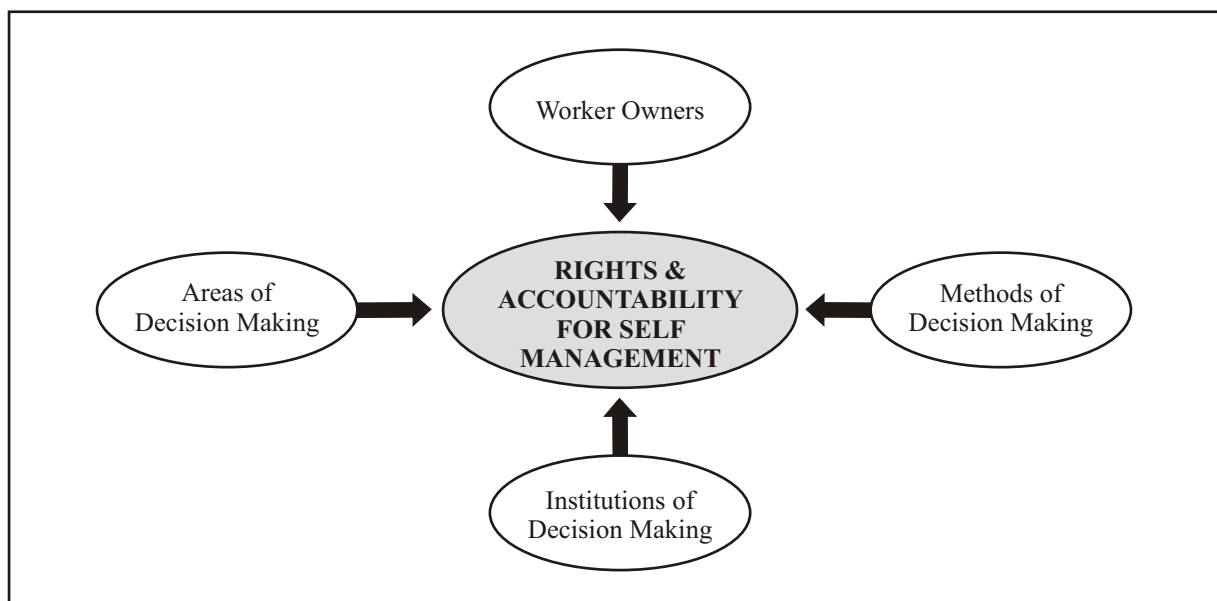 Worker Owners
Areas of
Decision Making
RIGHTS &
ACCOUNTABILITY
FOR SELF
MANAGEMENT
Methods of
Decision Making
Institutions of
Decision Making